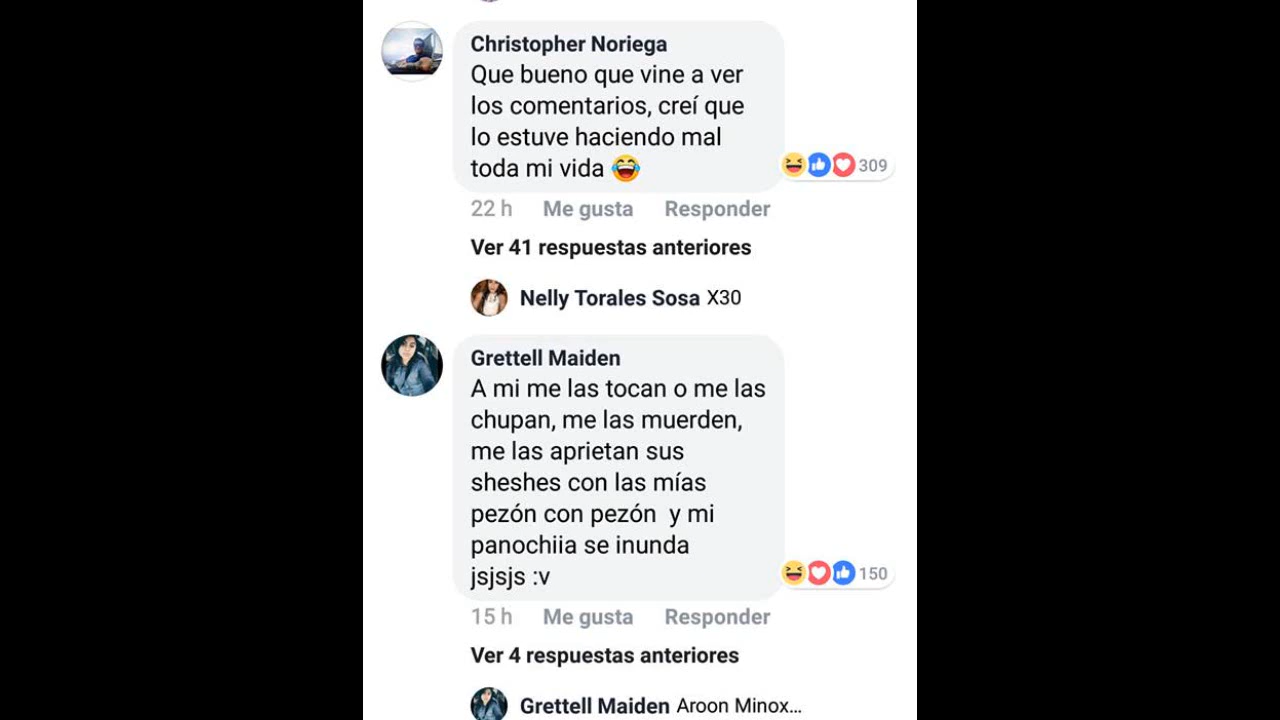 Christopher Noriega
Que bueno que vine a ver
los comentarios, creí que
lo estuve haciendo mal
toda mi vida 😂
309
22 h Me gusta Responder
Ver 41 respuestas anteriores
Nelly Torales Sosa X30
Grettell Maiden
A mi me las tocan o me las
chupan, me las muerden,
me las aprietan sus
sheshes con las mías
pezón con pezón y mi
panochiia se inunda
jsjsjs :v
150
15 h Me gusta Responder
Ver 4 respuestas anteriores
Grettell Maiden Aroon Minox...